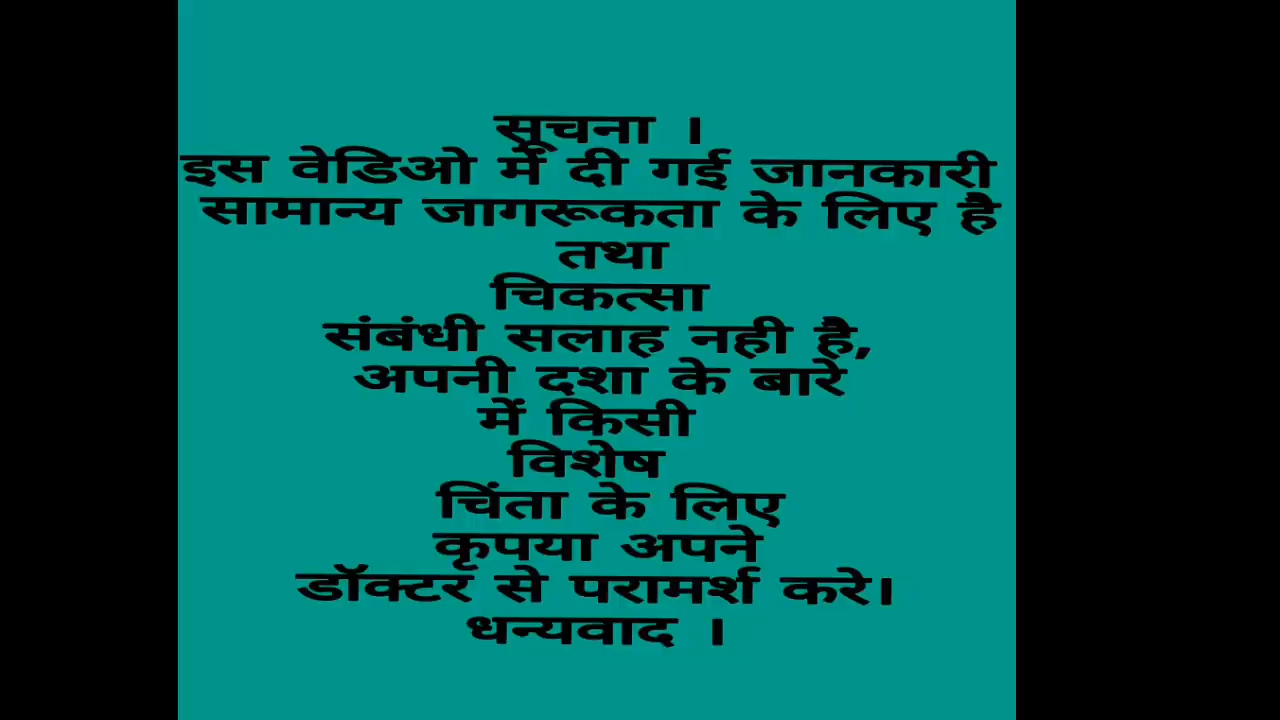 सूचना ।
इस वेडिओ में दी गई जानकारी
सामान्य जागरूकता के लिए है
तथा
चिकत्सा
संबंधी सलाह नही है,
अपनी दशा के बारे
में किसी
विशेष
चिंता के लिए
कृपया अपने
डॉक्टर से परामर्श करे।
धन्यवाद ।